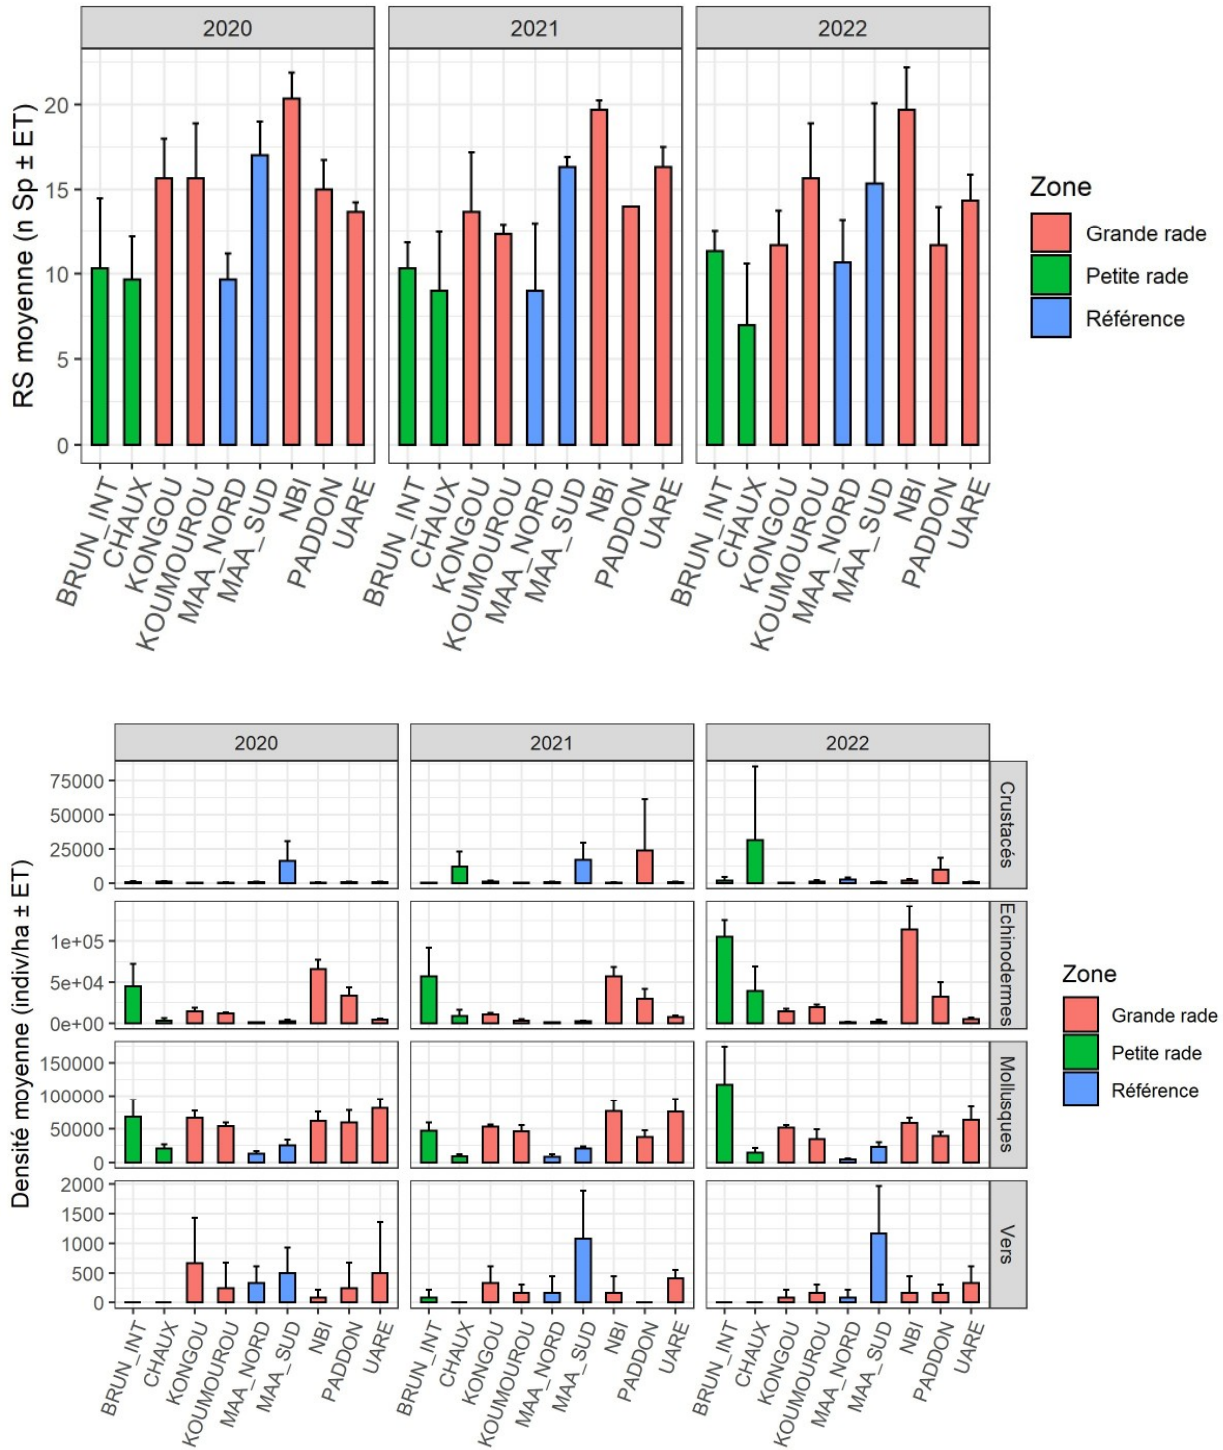 2020 2021 2022
RS moyenne (n Sp ± ET)
20
15
10
5
0
BRUN_INT CHAUX KONGOU KOUMOUROU MAA_NORD MAA_SUD NBI PADDON UARE
BRUN_INT CHAUX KONGOU KOUMOUROU MAA_NORD MAA_SUD NBI PADDON UARE
BRUN_INT CHAUX KONGOU KOUMOUROU MAA_NORD MAA_SUD NBI PADDON UARE
Zone
Grande rade
Petite rade
Référence
2020 2021 2022
Densité moyenne (indiv/ha ± ET)
75000
50000
25000
0
Crustacés
1e+05
5e+04
0e+00
Echinodermes
150000
100000
50000
0
Mollusques
2000
1500
1000
500
0
Vers
BRUN_INT CHAUX KONGOU KOUMOUROU MAA_NORD MAA_SUD NBI PADDON UARE
BRUN_INT CHAUX KONGOU KOUMOUROU MAA_NORD MAA_SUD NBI PADDON UARE
BRUN_INT CHAUX KONGOU KOUMOUROU MAA_NORD MAA_SUD NBI PADDON UARE
Zone
Grande rade
Petite rade
Référence